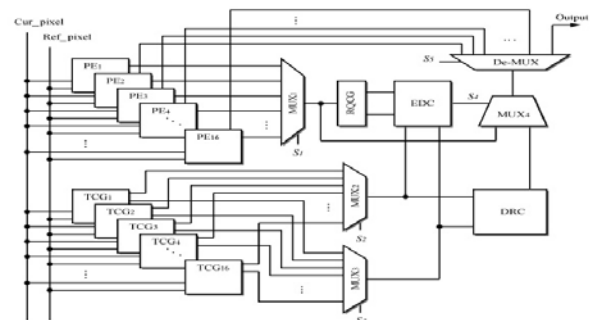 Cur_pixel
Output
Ref_pixel
S5
De-MUX
PE1
PE2
PE3
PE4
PE16
MUX1
S1
RQCG
EDC
S4
MUX4
TCG1
TCG2
TCG3
TCG4
TCG16
MUX2
S2
MUX3
DRC